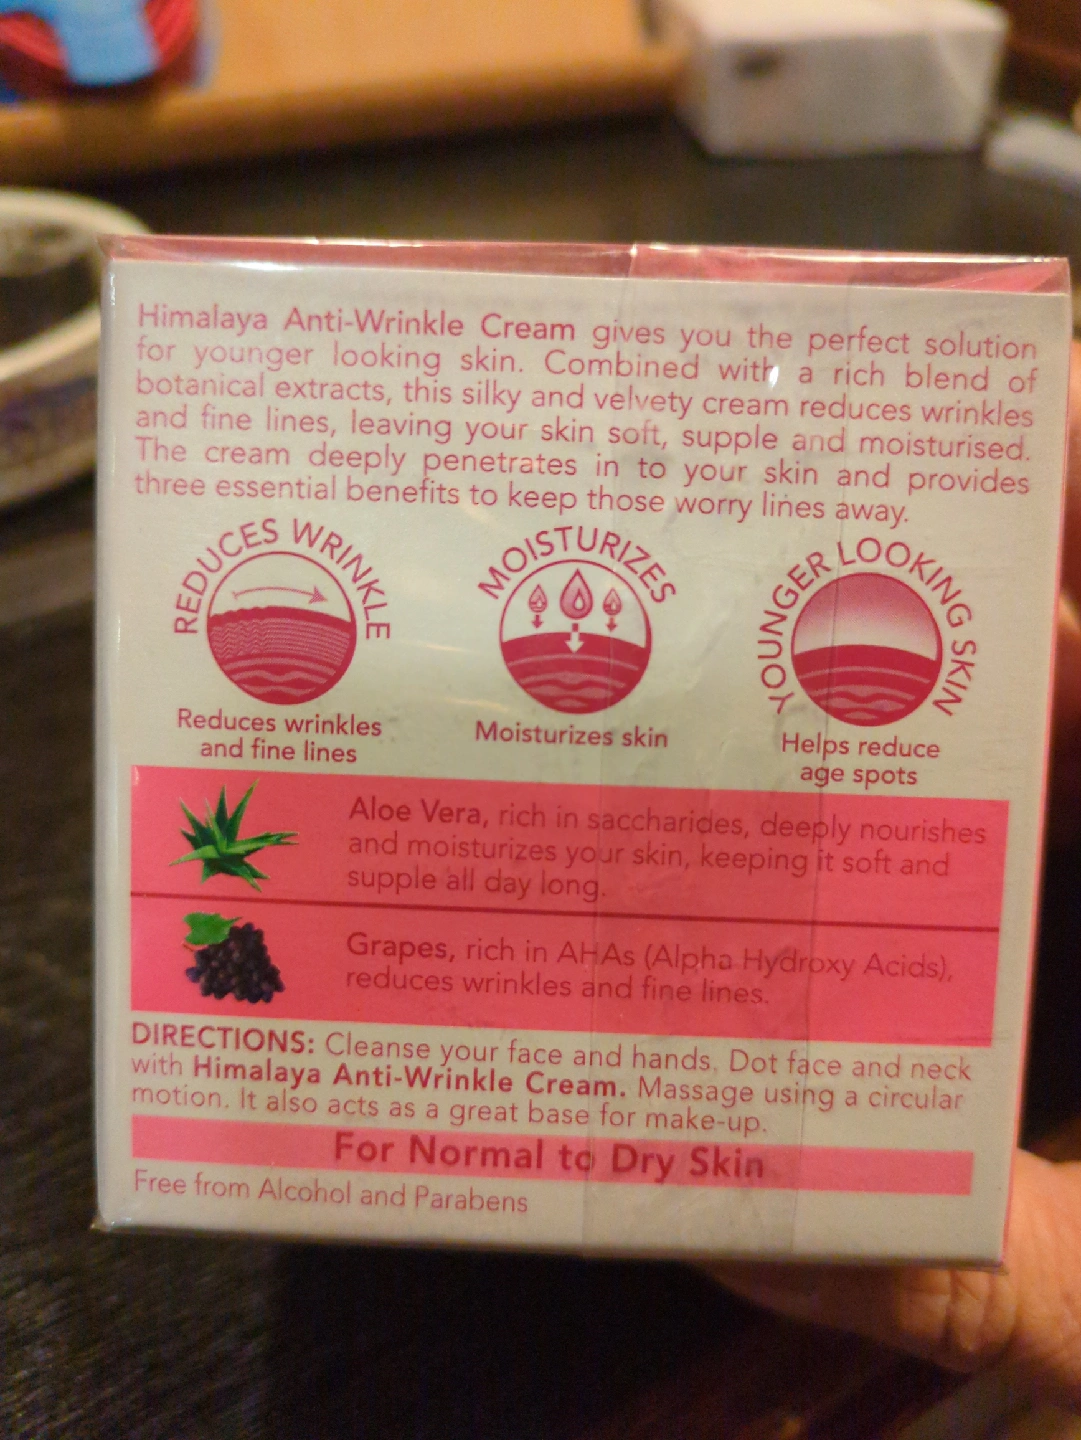 Himalaya Anti-Wrinkle Cream gives you the perfect solution
for younger looking skin. Combined with a rich blend of
botanical extracts, this silky and velvety cream reduces wrinkles
and fine lines, leaving your skin soft, supple and moisturised.
The cream deeply penetrates in to your skin and provides
three essential benefits to keep those worry lines away.
REDUCES WRINKLE
Reduces wrinkles
and fine lines
MOISTURIZES
Moisturizes skin
YOUNGER LOOKING SKIN
Helps reduce
age spots
Aloe Vera, rich in saccharides, deeply nourishes
and moisturizes your skin, keeping it soft and
supple all day long.
Grapes, rich in AHAs (Alpha Hydroxy Acids),
reduces wrinkles and fine lines.
DIRECTIONS: Cleanse your face and hands. Dot face and neck
with Himalaya Anti-Wrinkle Cream. Massage using a circular
motion. It also acts as a great base for make-up.
For Normal to Dry Skin
Free from Alcohol and Parabens